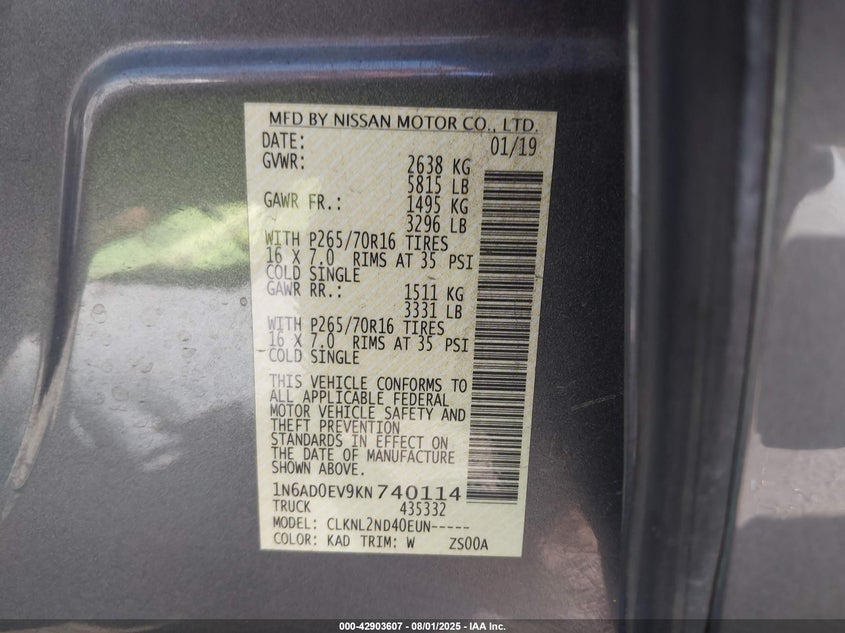 MFD BY NISSAN MOTOR CO., LTD.
DATE: 01/19
GVWR: 2638 KG
5815 LB
GAWR FR.: 1495 KG
3296 LB
WITH P265/70R16 TIRES
16 X 7.0 RIMS AT 35 PSI
COLD SINGLE
GAWR RR.: 1511 KG
3331 LB
WITH P265/70R16 TIRES
16 X 7.0 RIMS AT 35 PSI
COLD SINGLE
THIS VEHICLE CONFORMS TO
ALL APPLICABLE FEDERAL
MOTOR VEHICLE SAFETY AND
THEFT PREVENTION
STANDARDS IN EFFECT ON
THE DATE OF MANUFACTURE
SHOWN ABOVE.
1N6AD0EV9KN740114
TRUCK 435332
MODEL: CLKNL2ND40EUN-----
COLOR: KAD TRIM: W ZS00A
000-42903607 - 08/01/2025 - IAA Inc.